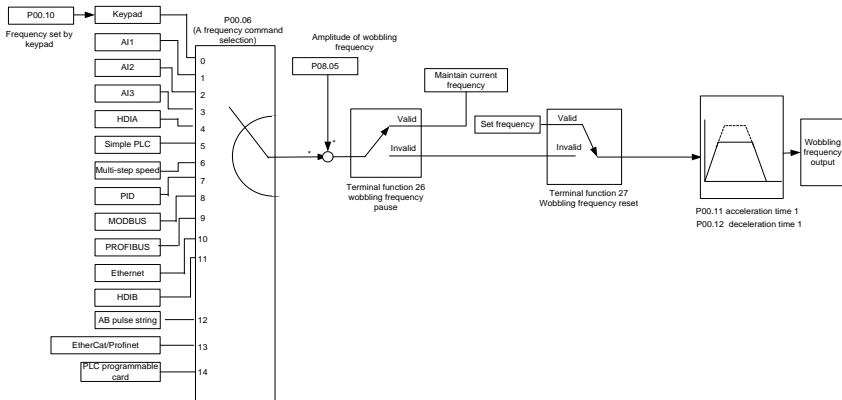 P00.10
Frequency set by
keypad
Keypad
AI1
AI2
AI3
HDIA
Simple PLC
Multi-step speed
PID
MODBUS
PROFIBUS
Ethernet
HDIB
AB pulse string
EtherCat/Profinet
PLC programmable
card
P00.06
(A frequency command
selection)
0
1
2
3
4
5
6
7
8
9
10
11
12
13
14
Amplitude of wobbling
frequency
P08.05
*
*
Maintain current
frequency
Valid
Invalid
Terminal function 26
wobbling frequency
pause
Set frequency
Valid
Invalid
Terminal function 27
Wobbling frequency reset
P00.11 acceleration time 1
P00.12 deceleration time 1
Wobbling
frequency
output